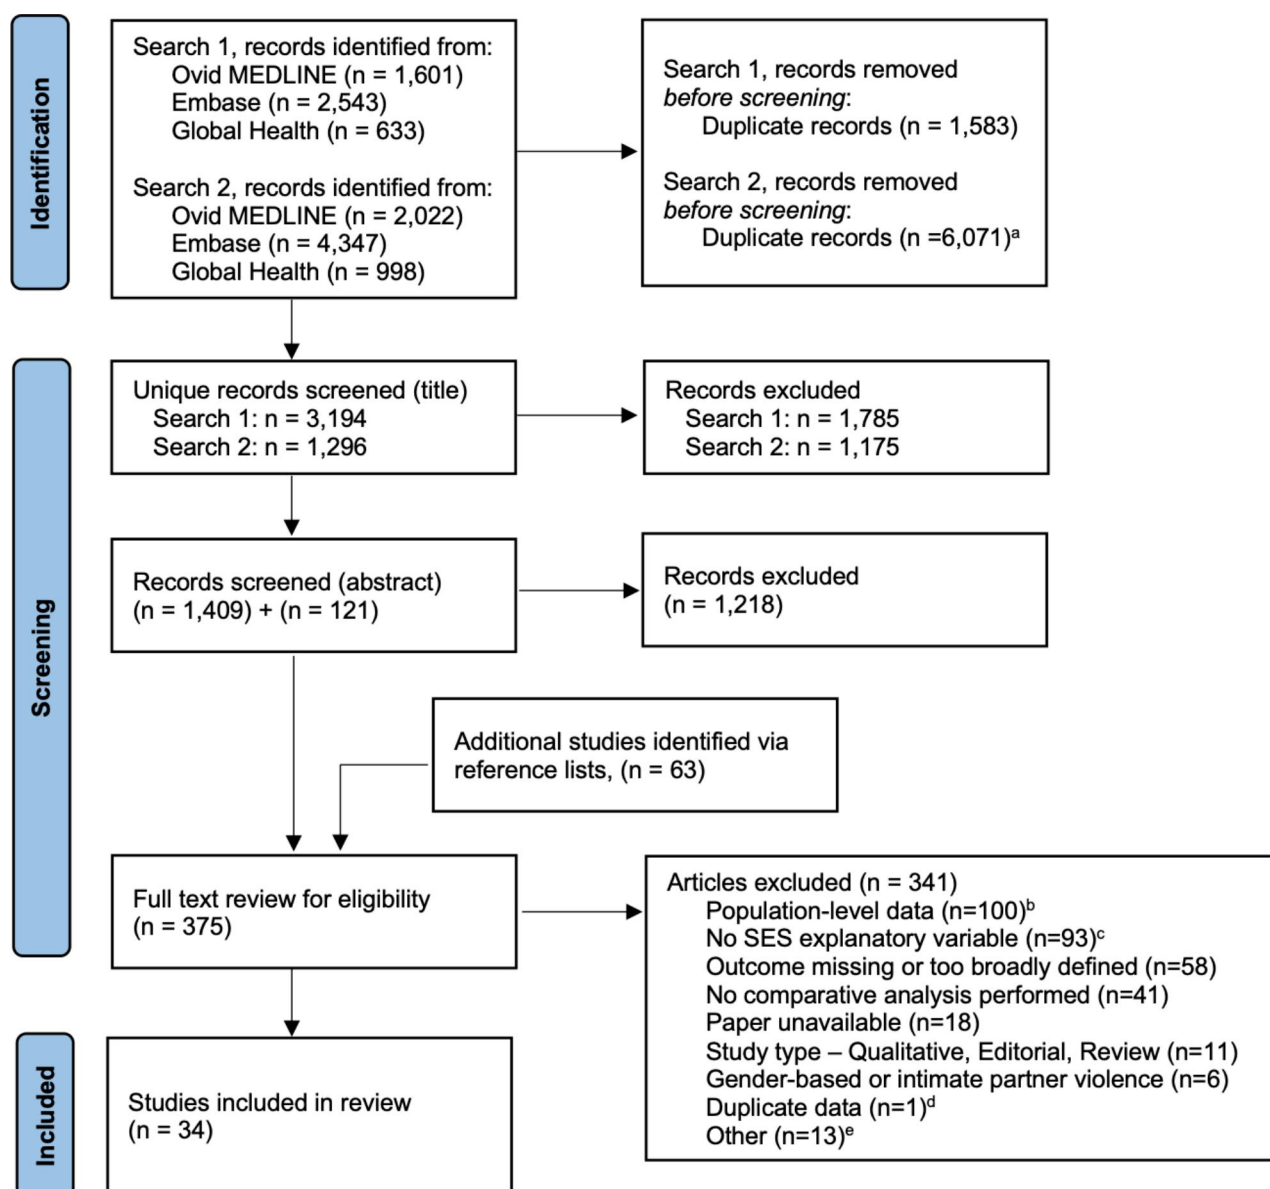 Identification
Search 1, records identified from:
Ovid MEDLINE (n = 1,601)
Embase (n = 2,543)
Global Health (n = 633)
Search 2, records identified from:
Ovid MEDLINE (n = 2,022)
Embase (n = 4,347)
Global Health (n = 998)
Search 1, records removed
before screening:
Duplicate records (n = 1,583)
Search 2, records removed
before screening:
Duplicate records (n =6,071)ᵃ
Screening
Unique records screened (title)
Search 1: n = 3,194
Search 2: n = 1,296
Records excluded
Search 1: n = 1,785
Search 2: n = 1,175
Records screened (abstract)
(n = 1,409) + (n = 121)
Records excluded
(n = 1,218)
Additional studies identified via
reference lists, (n = 63)
Full text review for eligibility
(n = 375)
Articles excluded (n = 341)
Population-level data (n=100)ᵇ
No SES explanatory variable (n=93)ᶜ
Outcome missing or too broadly defined (n=58)
No comparative analysis performed (n=41)
Paper unavailable (n=18)
Study type – Qualitative, Editorial, Review (n=11)
Gender-based or intimate partner violence (n=6)
Duplicate data (n=1)ᵈ
Other (n=13)ᵉ
Included
Studies included in review
(n = 34)